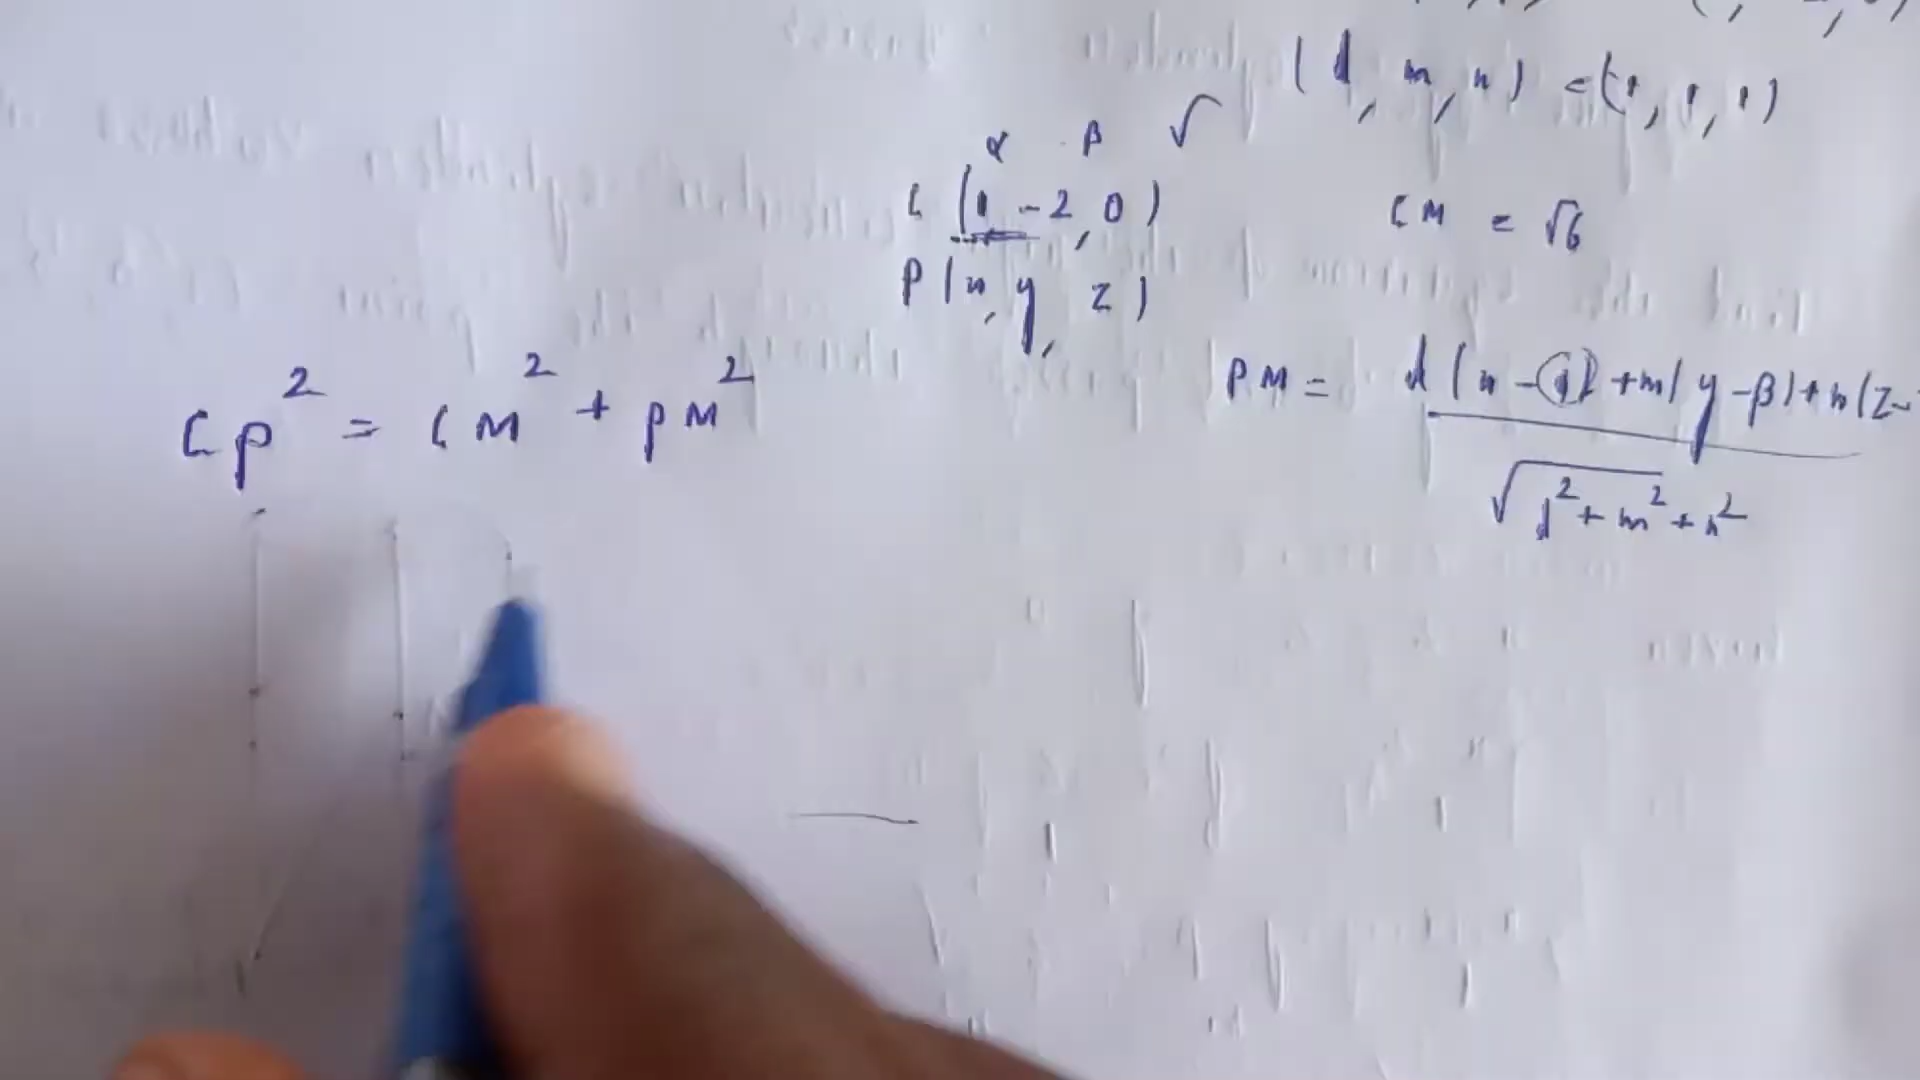 (l, m, n) = (1, 1, 1)
α β √
C (1 -2, 0)
CM = √6
P (x, y, z)
CP² = CM² + PM²
PM = l(x-α) + m(y-β) + n(z-
√l² + m² + n²